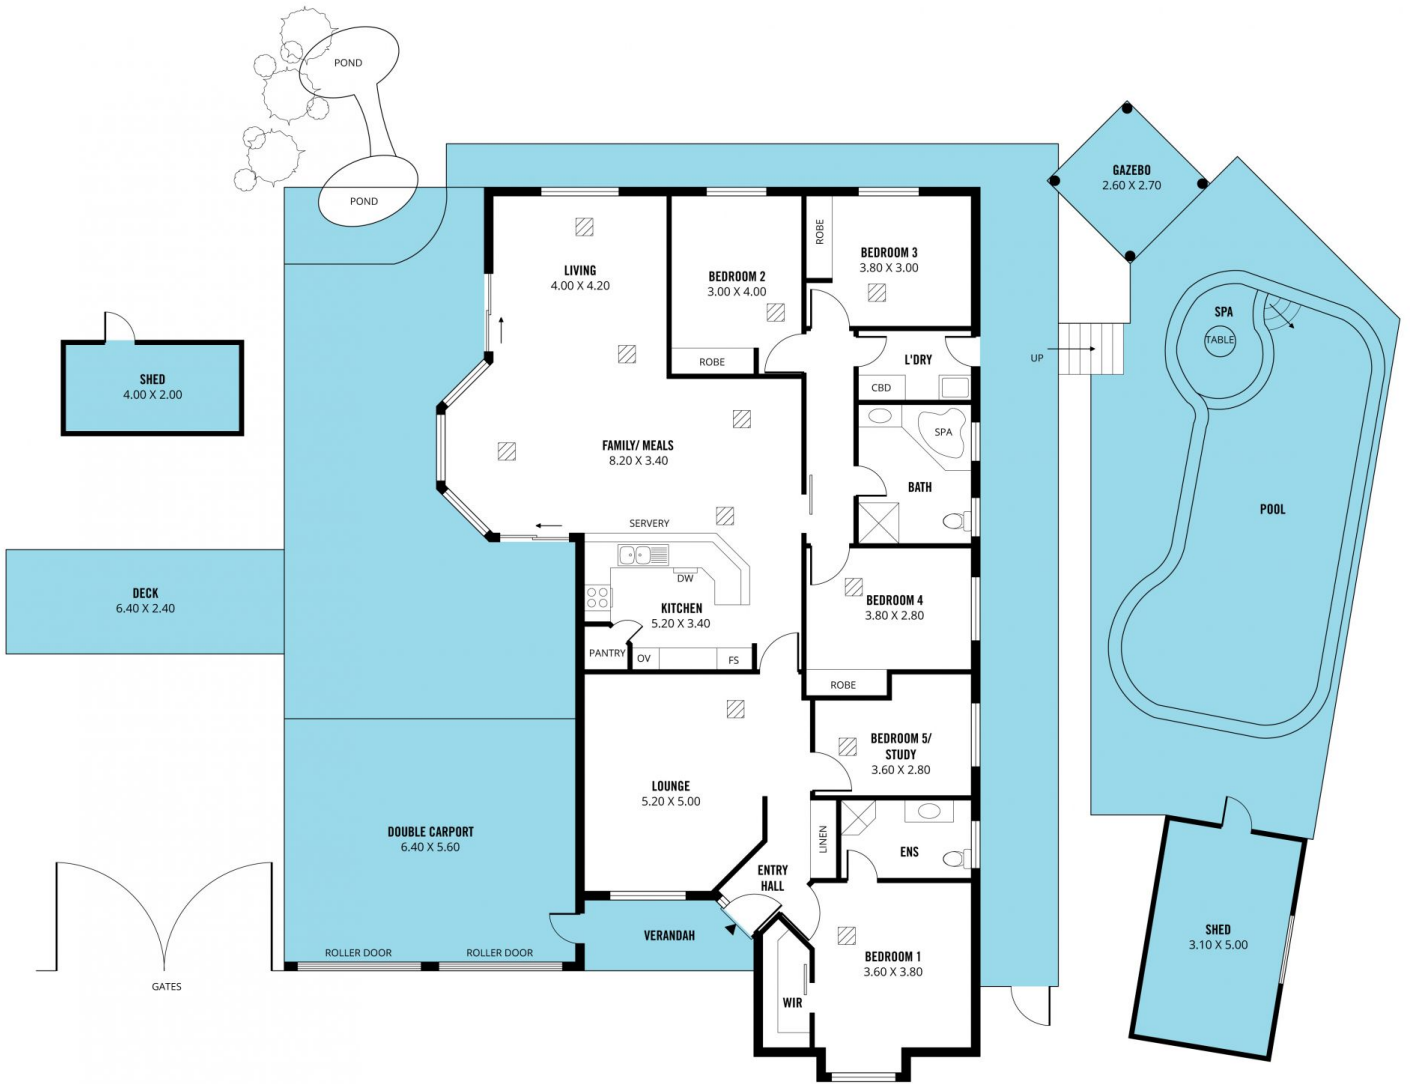 POND
POND
GAZEBO
2.60 X 2.70
LIVING
4.00 X 4.20
BEDROOM 2
3.00 X 4.00
ROBE
ROBE
BEDROOM 3
3.80 X 3.00
L'DRY
CBD
UP
SPA
TABLE
SHED
4.00 X 2.00
FAMILY/ MEALS
8.20 X 3.40
SPA
BATH
POOL
SERVERY
DW
KITCHEN
5.20 X 3.40
PANTRY
OV
FS
DECK
6.40 X 2.40
BEDROOM 4
3.80 X 2.80
ROBE
BEDROOM 5/
STUDY
3.60 X 2.80
LOUNGE
5.20 X 5.00
DOUBLE CARPORT
6.40 X 5.60
LINEN
ENS
ENTRY
HALL
VERANDAH
ROLLER DOOR
ROLLER DOOR
GATES
BEDROOM 1
3.60 X 3.80
WIR
SHED
3.10 X 5.00